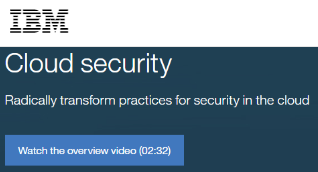 IBM
Cloud security
Radically transform practices for security in the cloud
Watch the overview video (02:32)